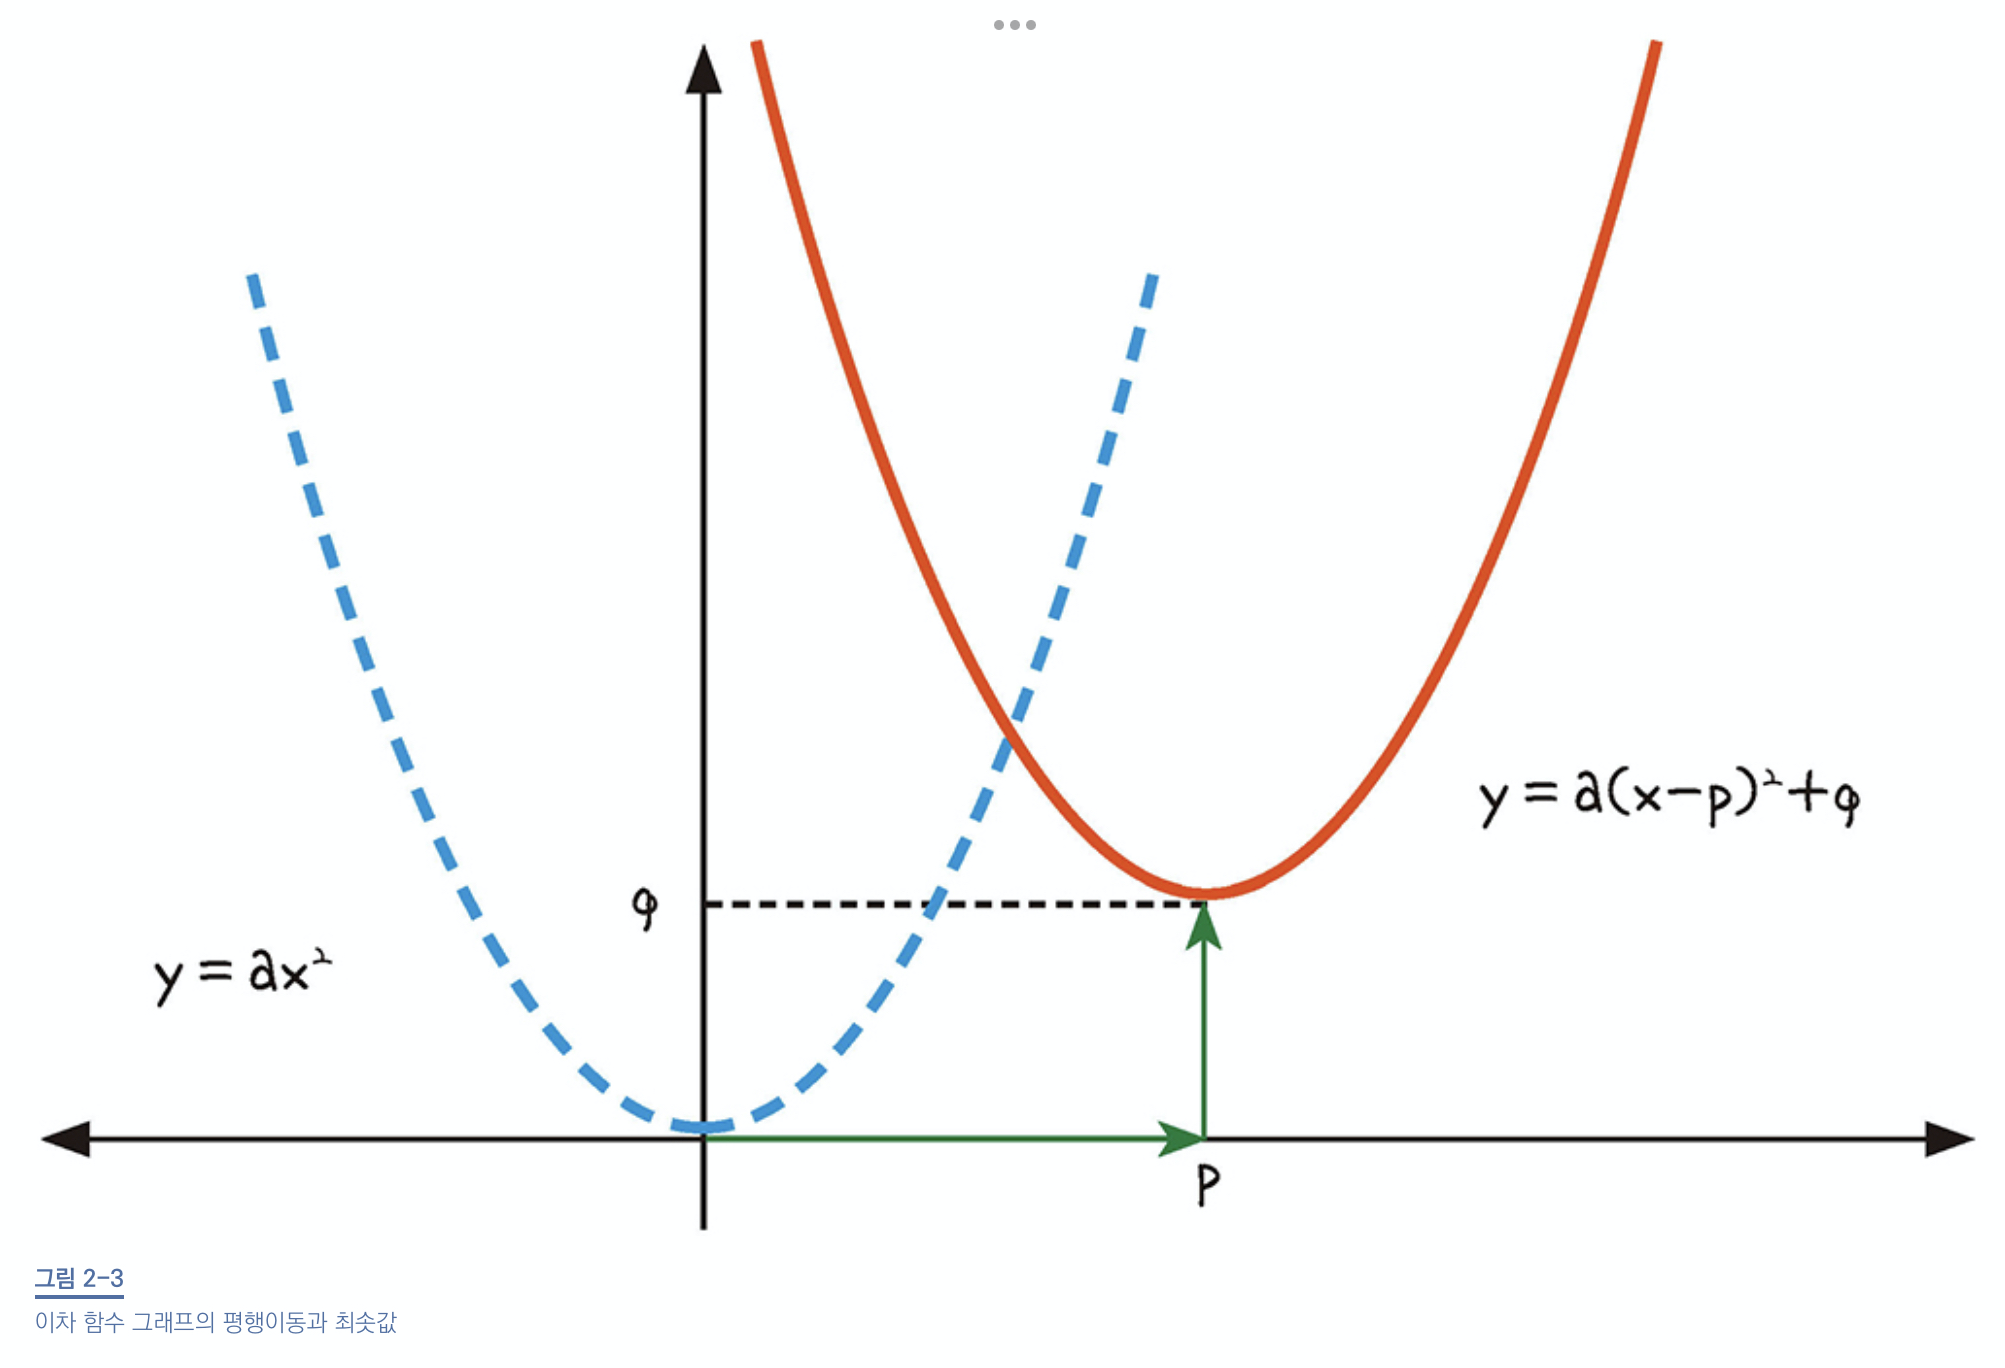 y = a(x-p)²+q
q
y = ax²
p
그림 2-3
이차 함수 그래프의 평행이동과 최솟값